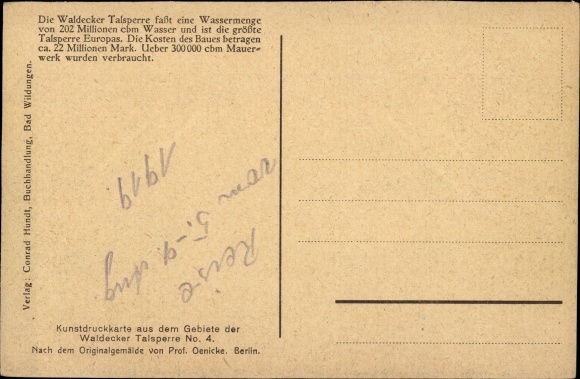 Die Waldecker Talsperre faßt eine Wassermenge
von 202 Millionen cbm Wasser und ist die größte
Talsperre Europas. Die Kosten des Baues betragen
ca. 22 Millionen Mark. Ueber 300000 cbm Mauer-
werk wurden verbraucht.
Verlag: Conrad Hundt, Buchhandlung, Bad Wildungen.
Reise
5.-9. Aug
1919.
Kunstdruckkarte aus dem Gebiete der
Waldecker Talsperre No. 4.
Nach dem Originalgemälde von Prof. Oenicke. Berlin.